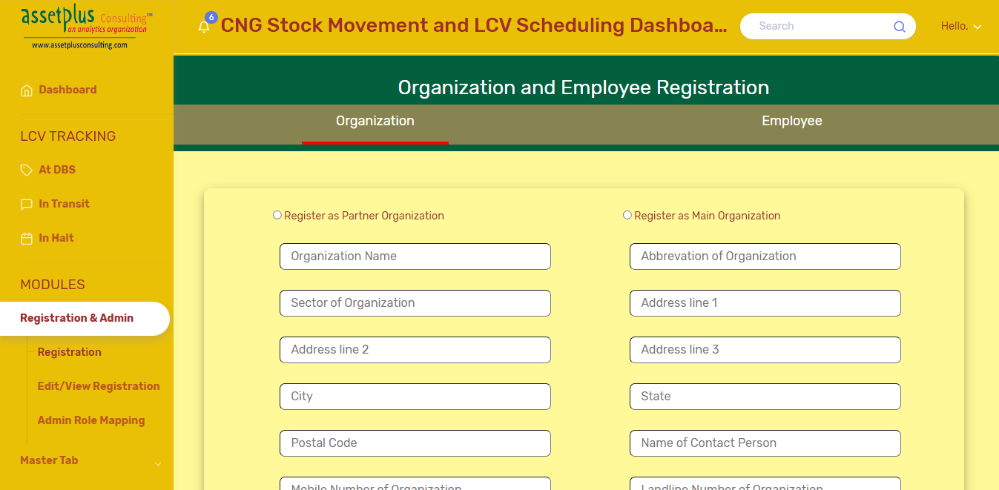 assetplus Consulting™
an analytics organization
www.assetplusconsulting.com
6
CNG Stock Movement and LCV Scheduling Dashboa...
Search
Hello,
Dashboard
LCV TRACKING
At DBS
In Transit
In Halt
MODULES
Registration & Admin
Registration
Edit/View Registration
Admin Role Mapping
Master Tab
Organization and Employee Registration
Organization
Employee
Register as Partner Organization
Register as Main Organization
Organization Name
Abbrevation of Organization
Sector of Organization
Address line 1
Address line 2
Address line 3
City
State
Postal Code
Name of Contact Person
Mobile Number of Organization
Landline Number of Organization